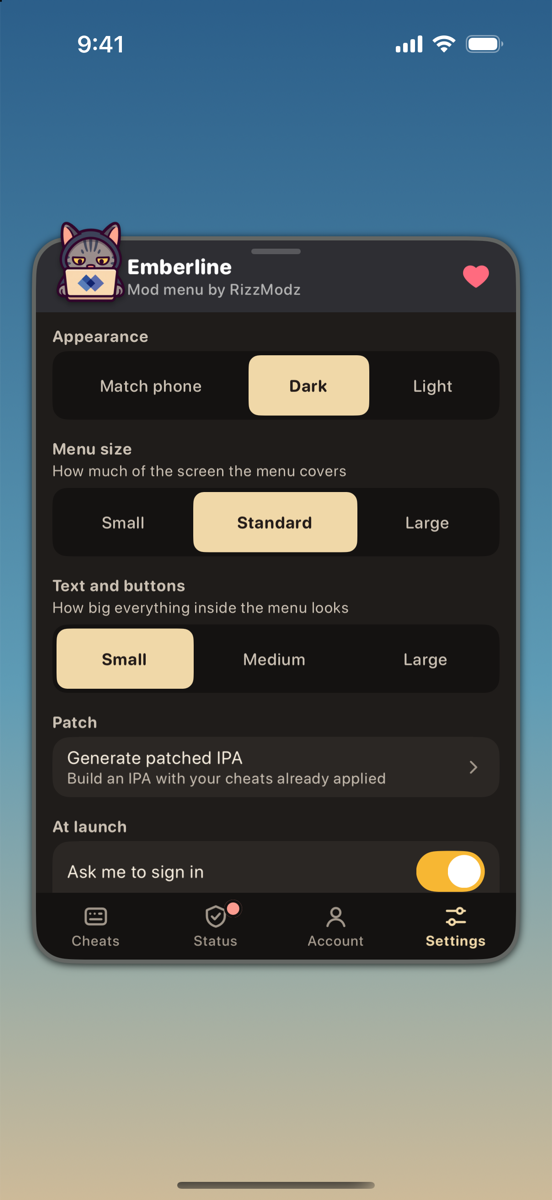 9:41
Emberline
Mod menu by RizzModz
Appearance
Match phone
Dark
Light
Menu size
How much of the screen the menu covers
Small
Standard
Large
Text and buttons
How big everything inside the menu looks
Small
Medium
Large
Patch
Generate patched IPA
Build an IPA with your cheats already applied
At launch
Ask me to sign in
Cheats
Status
Account
Settings